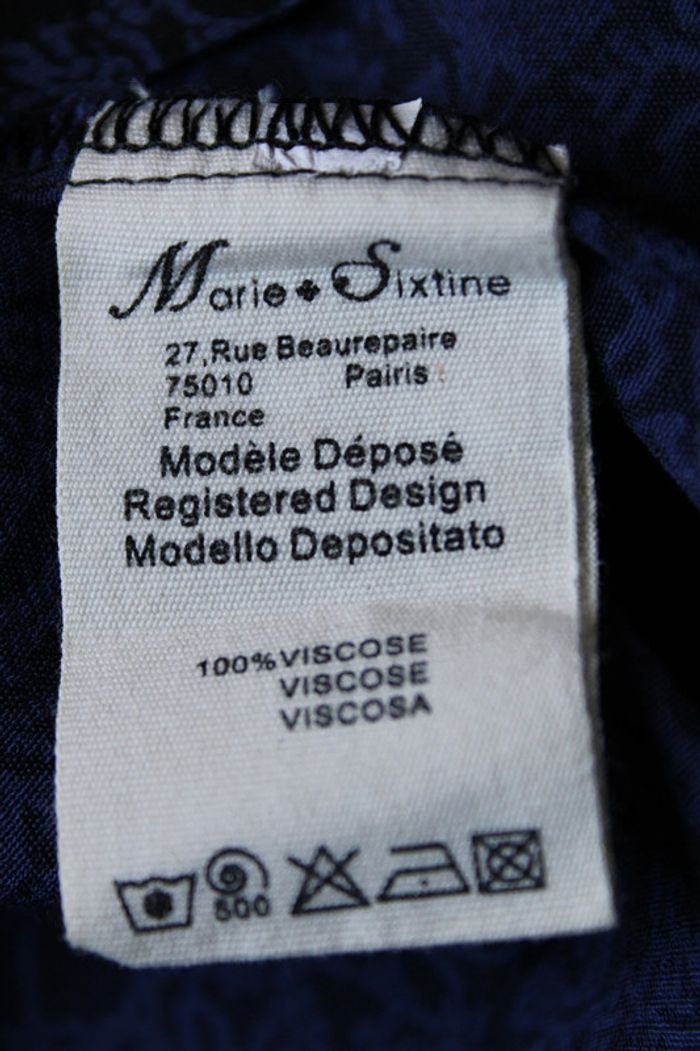 Marie + Sixtine
27,Rue Beaurepaire
75010 Pairis
France
Modèle Déposé
Registered Design
Modello Depositato
100% VISCOSE
VISCOSE
VISCOSA
500